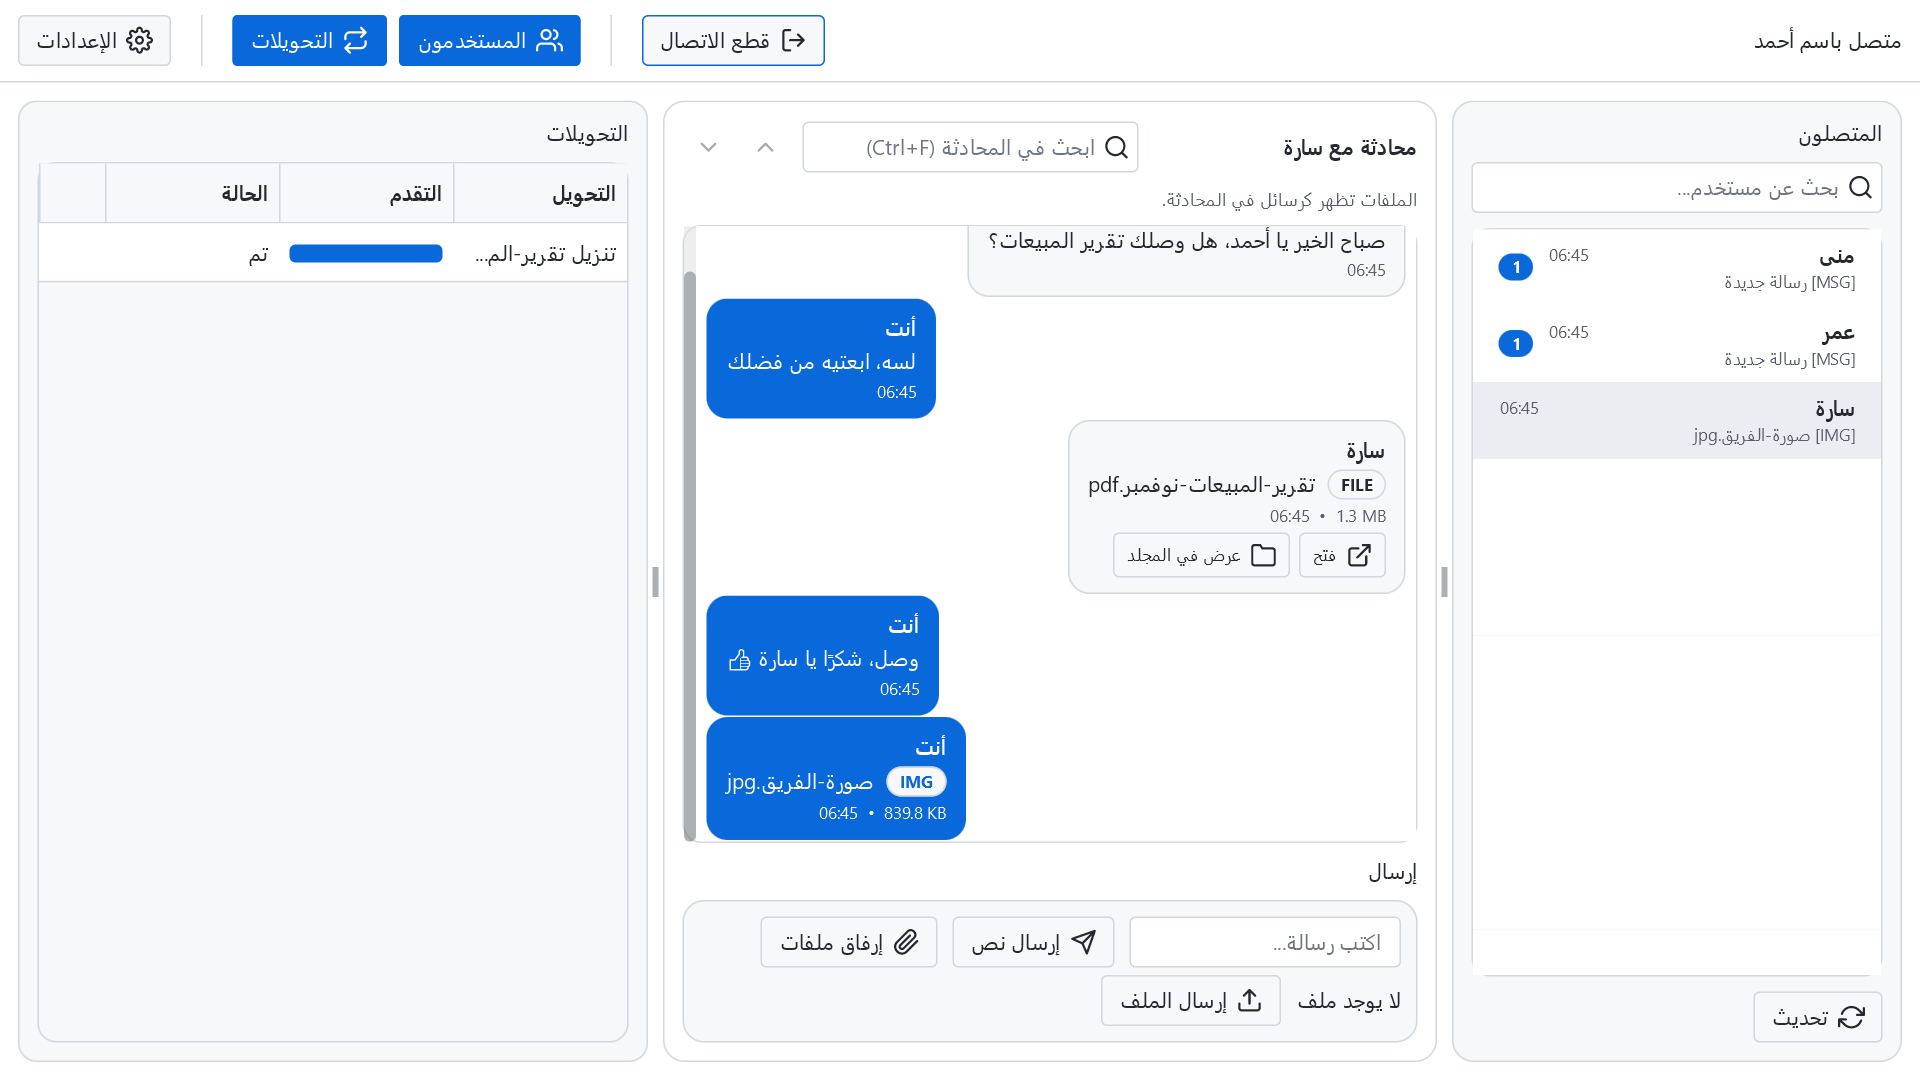 متصل باسم أحمد
قطع الاتصال
المستخدمون
التحويلات
الإعدادات
المتصلون
بحث عن مستخدم...
منى
06:45
[MSG] رسالة جديدة
1
عمر
06:45
[MSG] رسالة جديدة
1
سارة
06:45
[IMG] صورة-الفريق.jpg
تحديث
محادثة مع سارة
ابحث في المحادثة (Ctrl+F)
الملفات تظهر كرسائل في المحادثة.
صباح الخير يا أحمد، هل وصلك تقرير المبيعات؟
06:45
أنت
لسه، ابعتيه من فضلك
06:45
سارة
FILE تقرير-المبيعات-نوفمبر.pdf
1.3 MB • 06:45
فتح
عرض في المجلد
أنت
وصل، شكرًا يا سارة 👍
06:45
أنت
IMG صورة-الفريق.jpg
839.8 KB • 06:45
إرسال
اكتب رسالة...
إرسال نص
إرفاق ملفات
لا يوجد ملف
إرسال الملف
التحويلات
التحويل التقدم الحالة
تنزيل تقرير-الم... تم